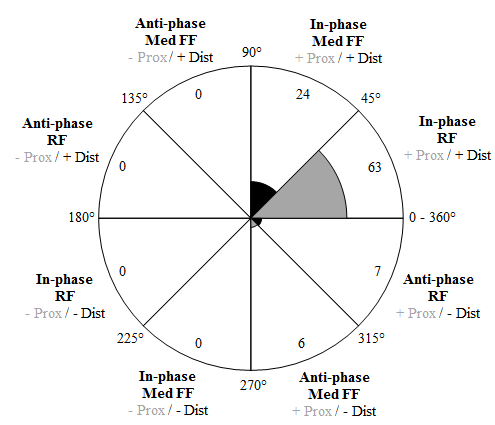 Anti-phase
Med FF
- Prox / + Dist
90°
In-phase
Med FF
+ Prox / + Dist
135°
0
24
45°
Anti-phase
RF
- Prox / + Dist
0
63
In-phase
RF
+ Prox / + Dist
180°
0 - 360°
In-phase
RF
- Prox / - Dist
0
7
Anti-phase
RF
+ Prox / - Dist
225°
0
6
315°
In-phase
Med FF
- Prox / - Dist
270°
Anti-phase
Med FF
+ Prox / - Dist